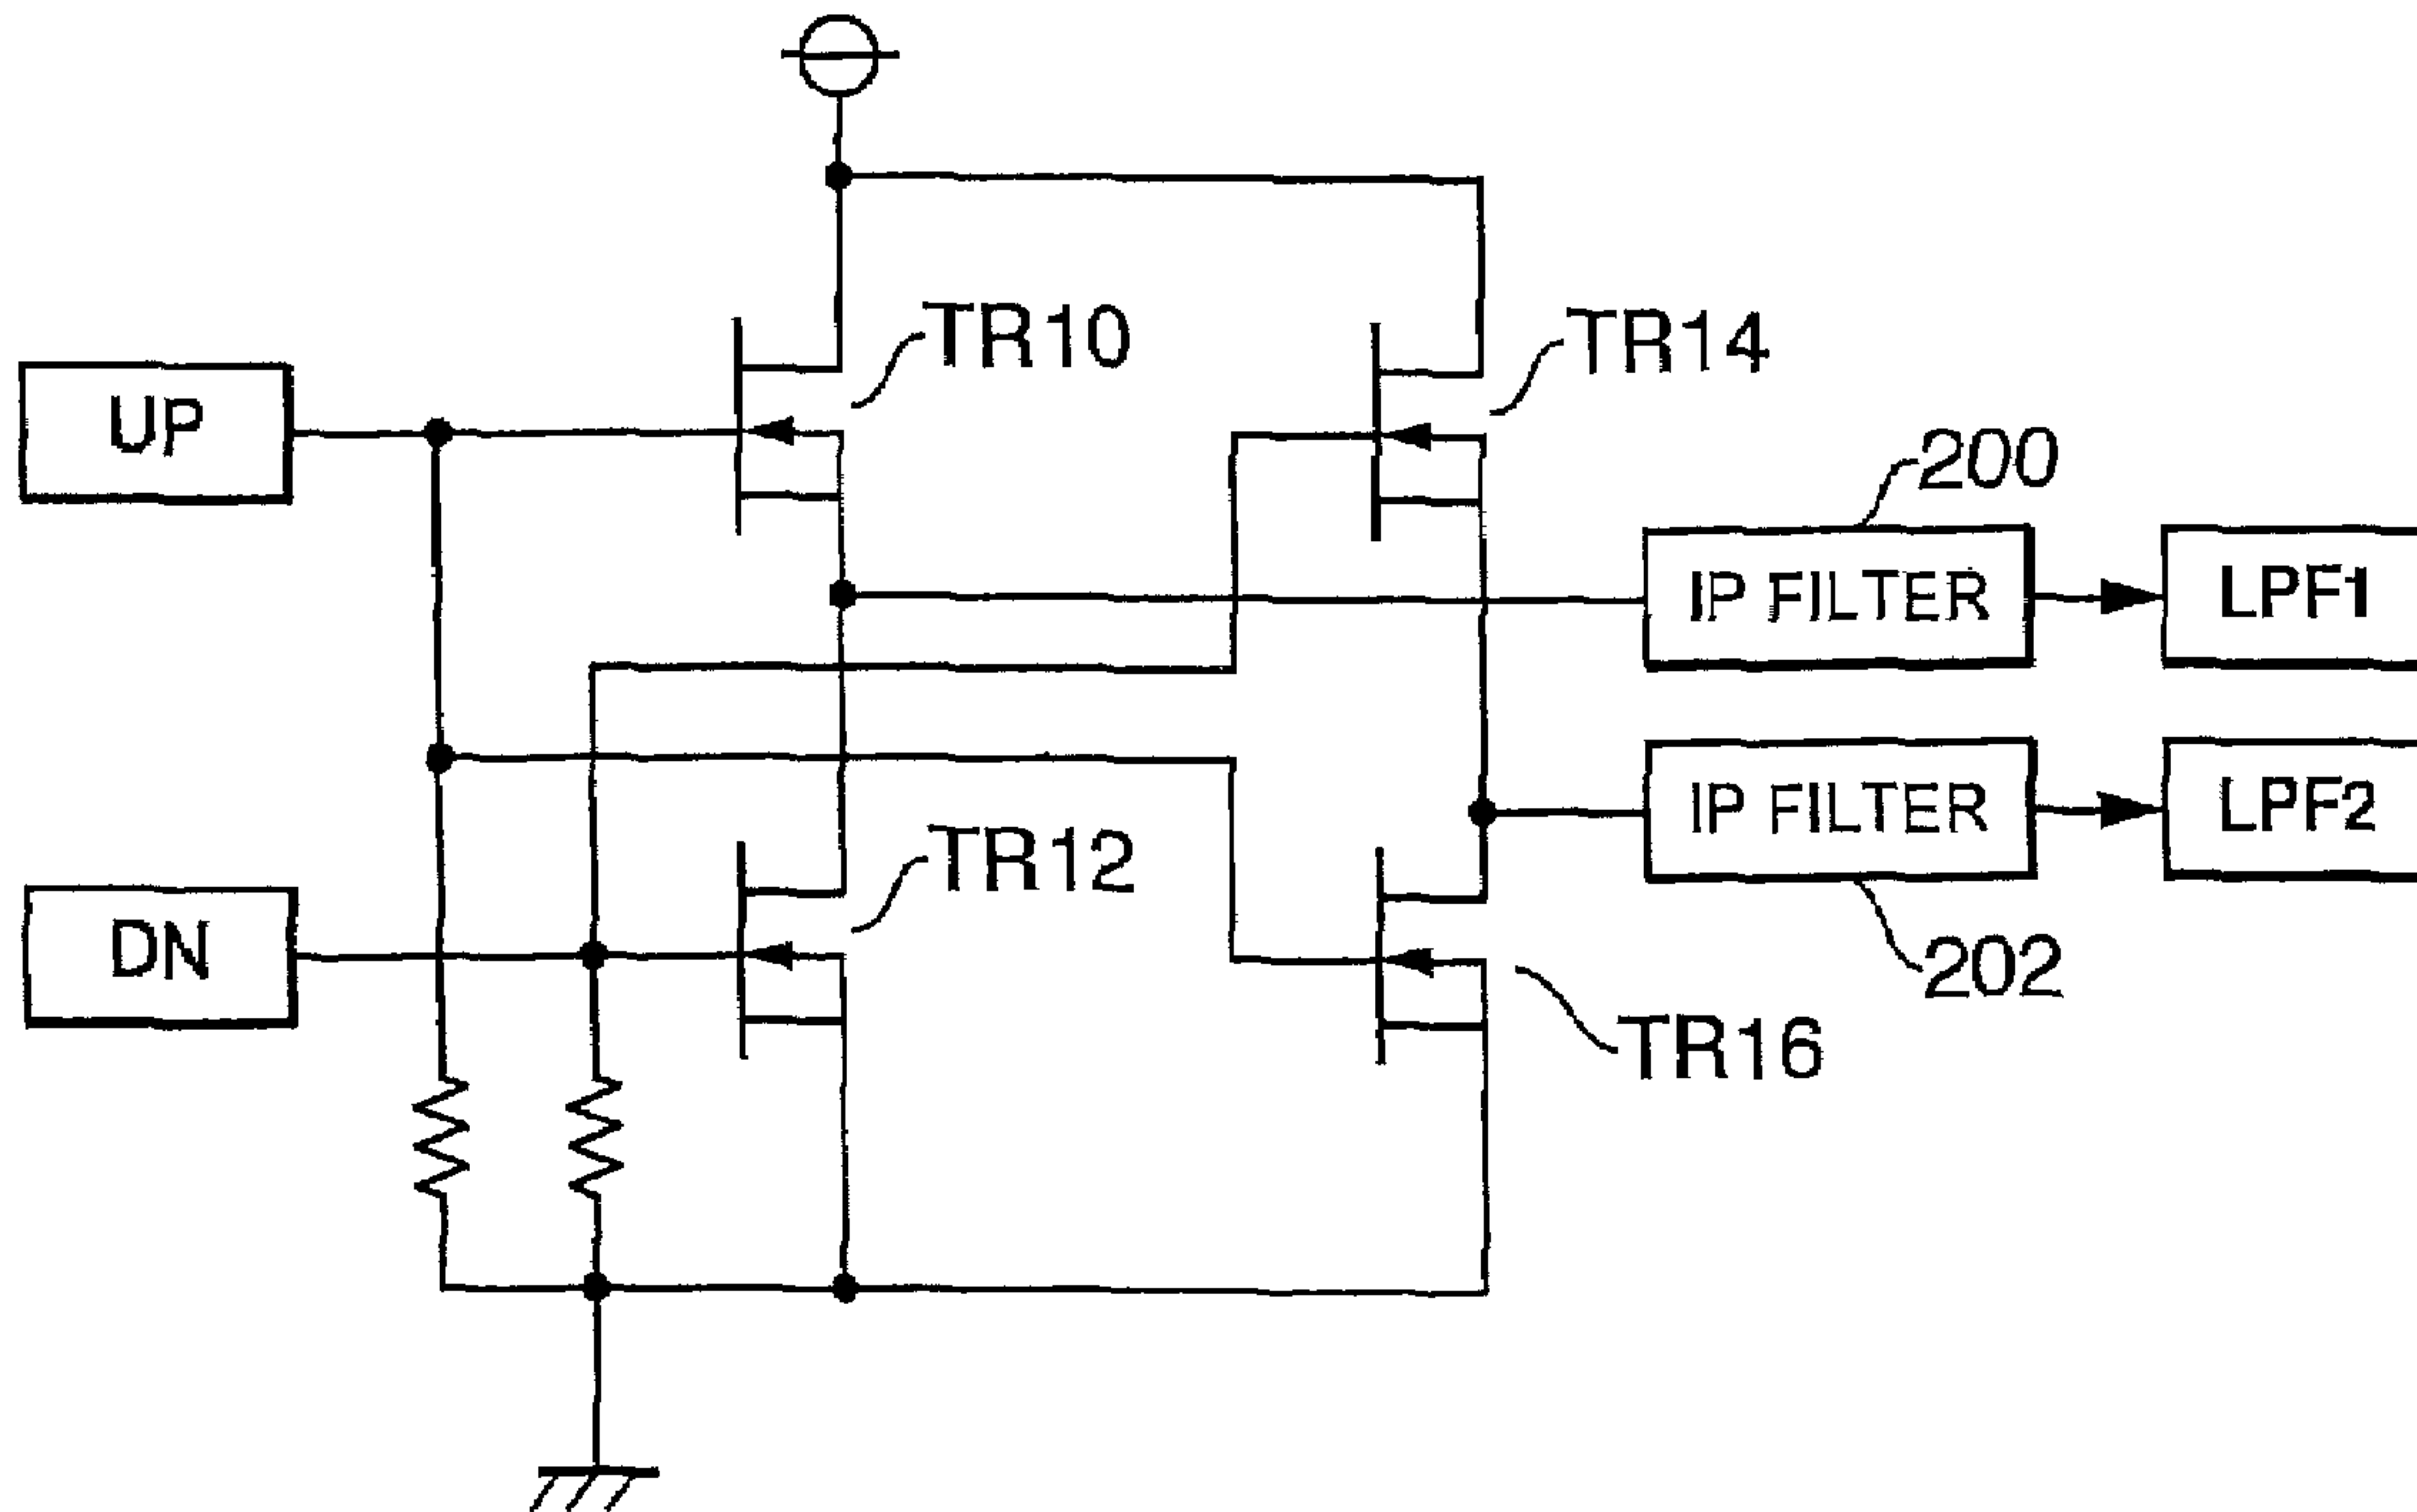 TR10
TR14
UP
200
IP FILTER
LPF1
IP FILTER
LPF2
TR12
DN
202
TR16